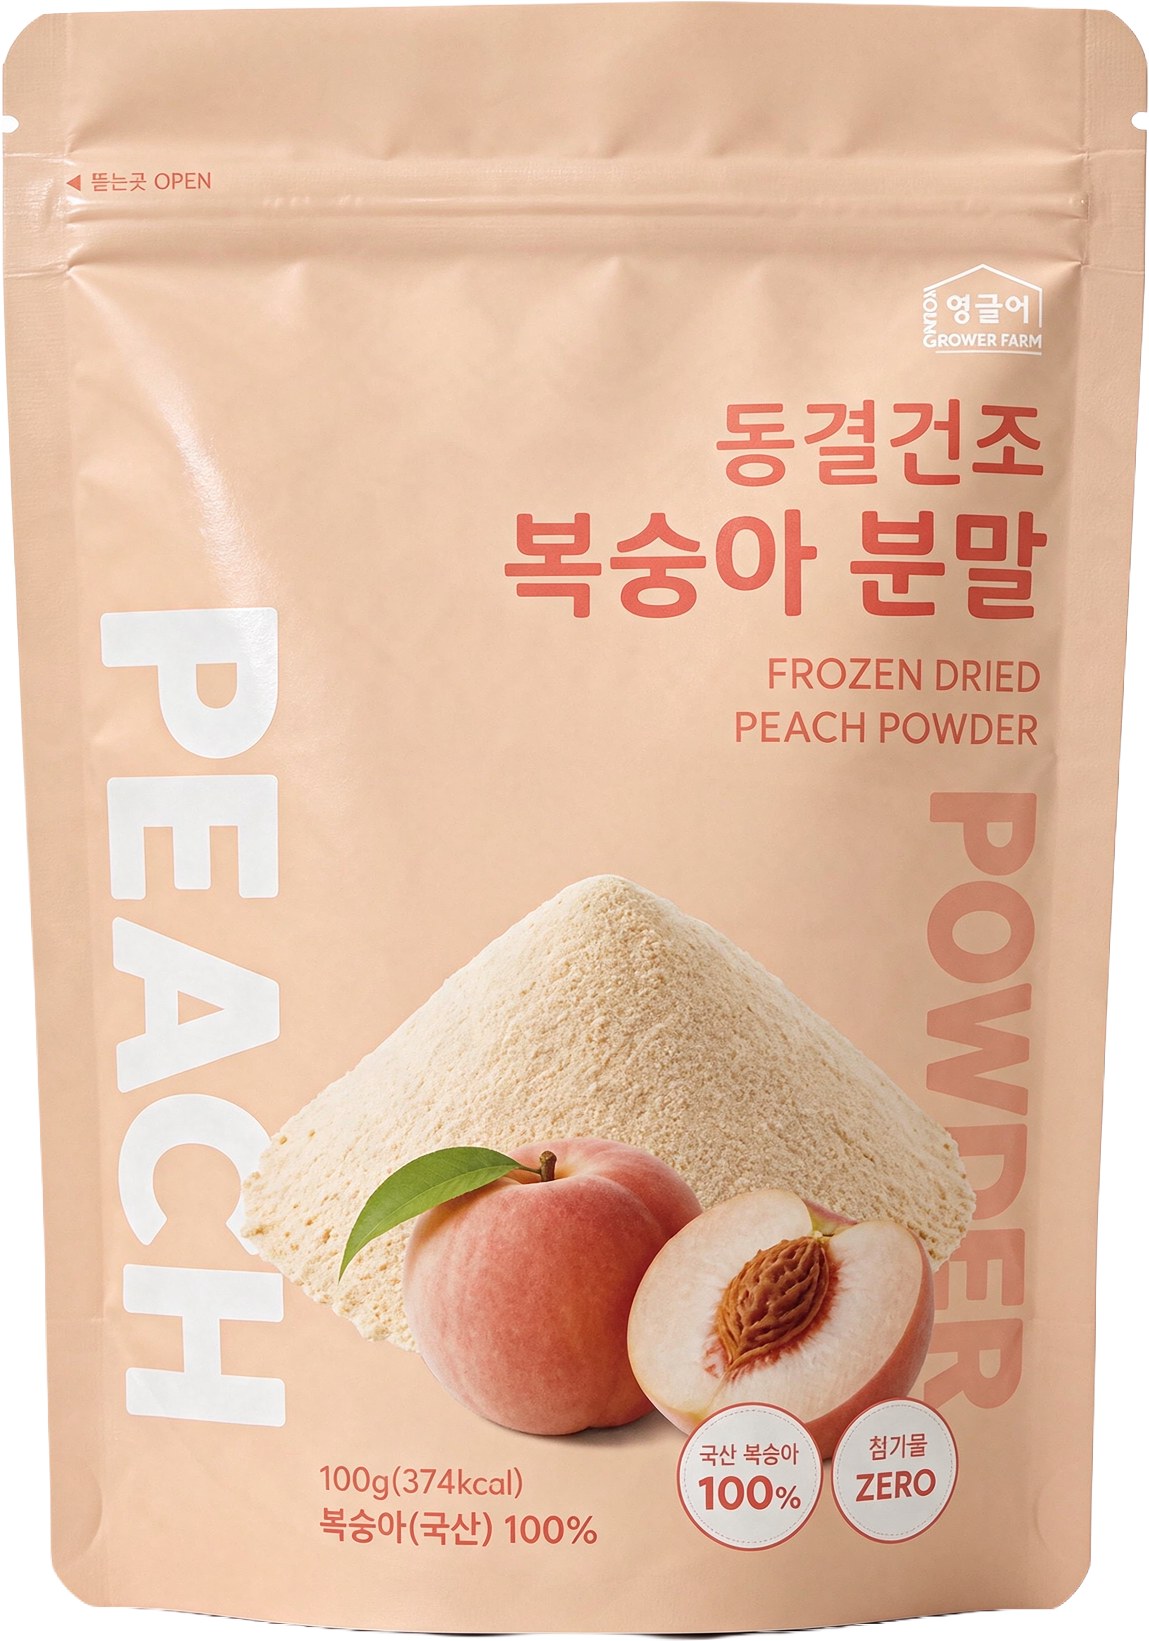 ◀ 뜯는곳 OPEN
영글어
YOUNG
GROWER FARM
동결건조
복숭아 분말
FROZEN DRIED
PEACH POWDER
PEACH
POWDER
100g(374kcal)
복숭아(국산) 100%
국산 복숭아
100%
첨가물
ZERO